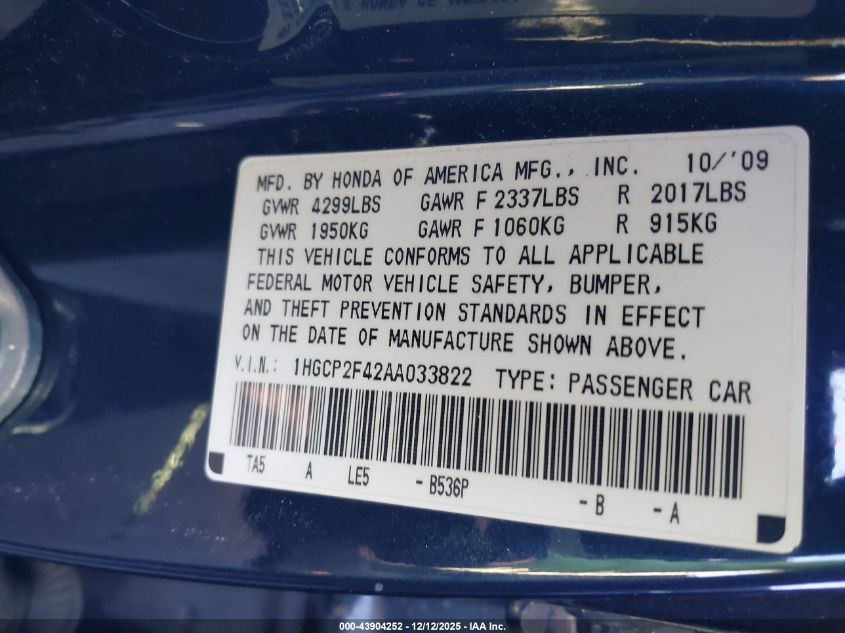 MFD. BY HONDA OF AMERICA MFG., INC. 10/'09
GVWR 4299LBS GAWR F 2337LBS R 2017LBS
GVWR 1950KG GAWR F 1060KG R 915KG
THIS VEHICLE CONFORMS TO ALL APPLICABLE
FEDERAL MOTOR VEHICLE SAFETY, BUMPER,
AND THEFT PREVENTION STANDARDS IN EFFECT
ON THE DATE OF MANUFACTURE SHOWN ABOVE.
V.I.N.: 1HGCP2F42AA033822 TYPE: PASSENGER CAR
TA5 A LE5 -B536P -B -A
000-43904252 - 12/12/2025 - IAA Inc.